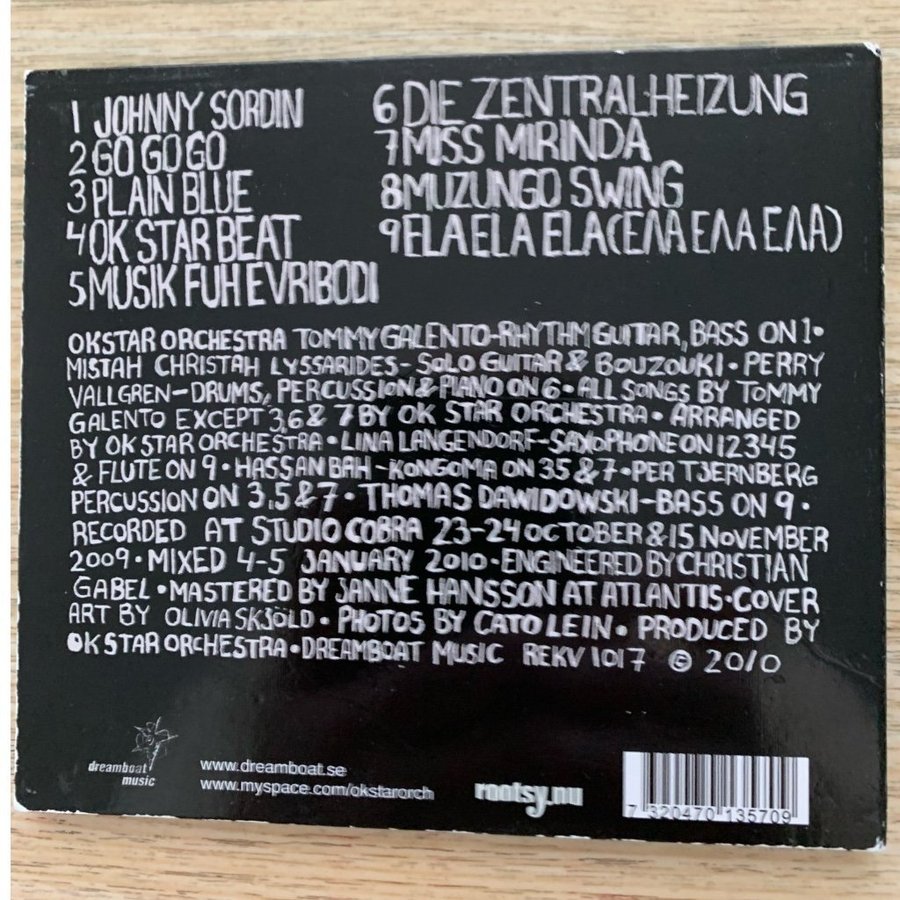 1 JOHNNY SORDIN
2 GO GO GO
3 PLAIN BLUE
4 OK STAR BEAT
5 MUSIK FUH EVRIBODI
6 DIE ZENTRALHEIZUNG
7 MISS MIRINDA
8 MUZUNGO SWING
9 ELA ELA ELA (ΕΛΑ ΕΛΑ ΕΛΑ)
OK STAR ORCHESTRA TOMMY GALENTO-RHYTHM GUITAR, BASS ON 1•
MISTAH CHRISTAH LYSSARIDES- SOLO GUITAR & BOUZOUKI • PERRY
VALLGREN-DRUMS, PERCUSSION & PIANO ON 6 • ALL SONGS BY TOMMY
GALENTO EXCEPT 3,6 & 7 BY OK STAR ORCHESTRA • ARRANGED
BY OK STAR ORCHESTRA • LINA LANGENDORF-SAXOPHONE ON 12345
& FLUTE ON 9 • HASSAN BAH-KONGOMA ON 35 & 7 • PER TJERNBERG
PERCUSSION ON 3,5 & 7 • THOMAS DAWIDOWSKI-BASS ON 9 •
RECORDED AT STUDIO COBRA 23-24 OCTOBER & 15 NOVEMBER
2009 • MIXED 4-5 JANUARY 2010 • ENGINEERED BY CHRISTIAN
GABEL • MASTERED BY JANNE HANSSON AT ATLANTIS • COVER
ART BY OLIVIA SKJÖLD • PHOTOS BY CATO LEIN • PRODUCED BY
OK STAR ORCHESTRA • DREAMBOAT MUSIC REKV 1017 © 2010
dreamboat
music
www.dreamboat.se
www.myspace.com/okstarorch
rootsy.nu
7 320470 135709